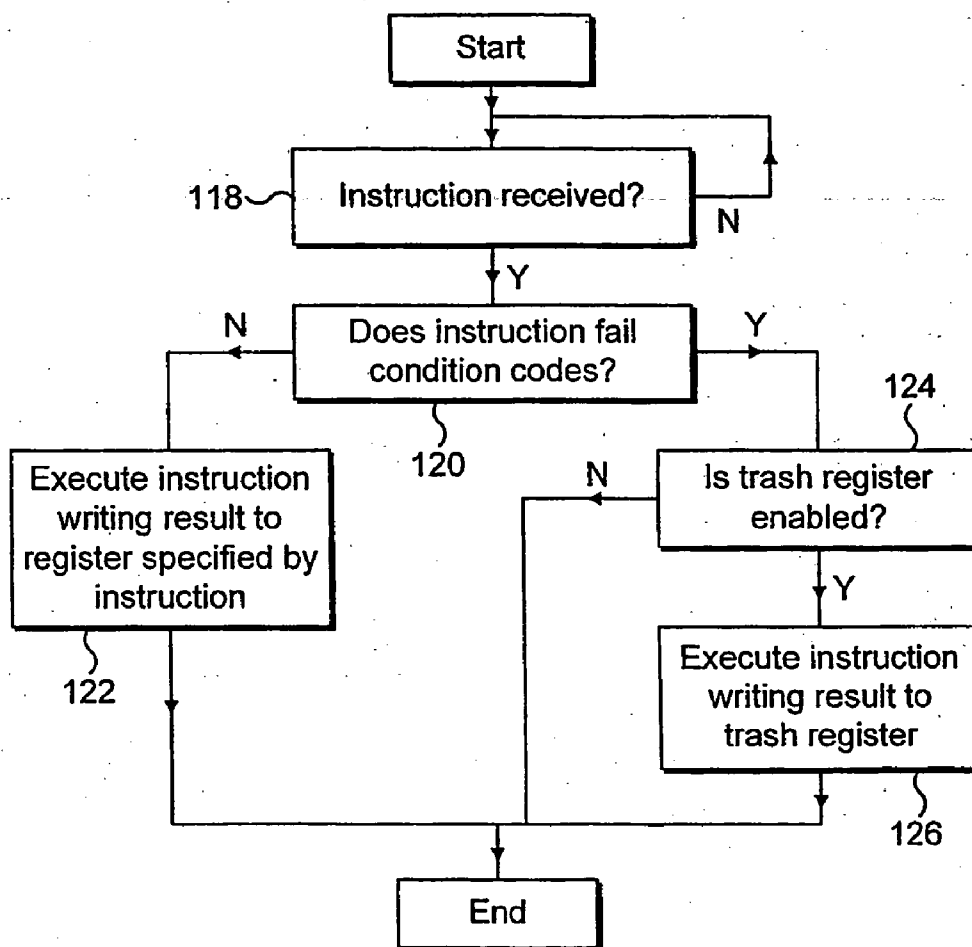 Start
118
Instruction received?
N
Y
N
Does instruction fail
condition codes?
Y
120
124
Execute instruction
writing result to
register specified by
instruction
122
N
Is trash register
enabled?
Y
Execute instruction
writing result to
trash register
126
End